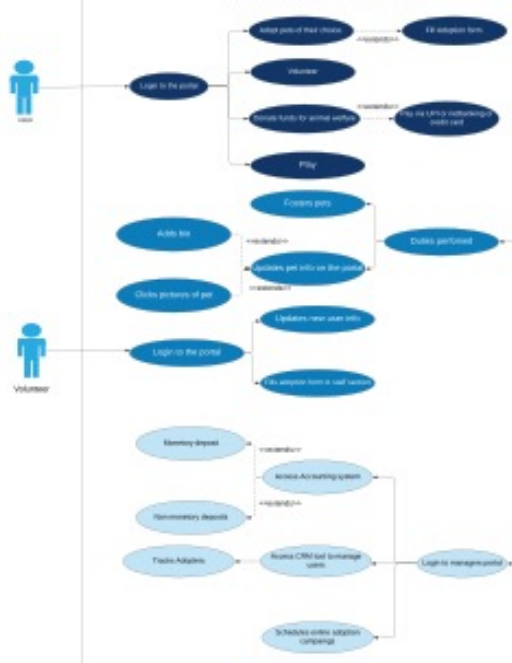 Adopt pets of their choice
Fill adoption form
<<extends>>
Volunteer
user
Login to the portal
<<extends>>
Donate funds for animal welfare
Pay via UPI or netbanking or
credit card
Play
Fosters pets
Adds bio
<<extends>>
Duties performed
Updates pet info on the portal
Clicks pictures of pet
<<extends>>
Updates new user info
Login to the portal
Volunteer
Fills adoption form in staff section
Monetary deposit
<<extends>>
Access Accounting system
<<extends>>
Non monetary deposits
Tracks Adopters
Access CRM tool to manage
users
Login to managers portal
Schedules online adoption
campaings